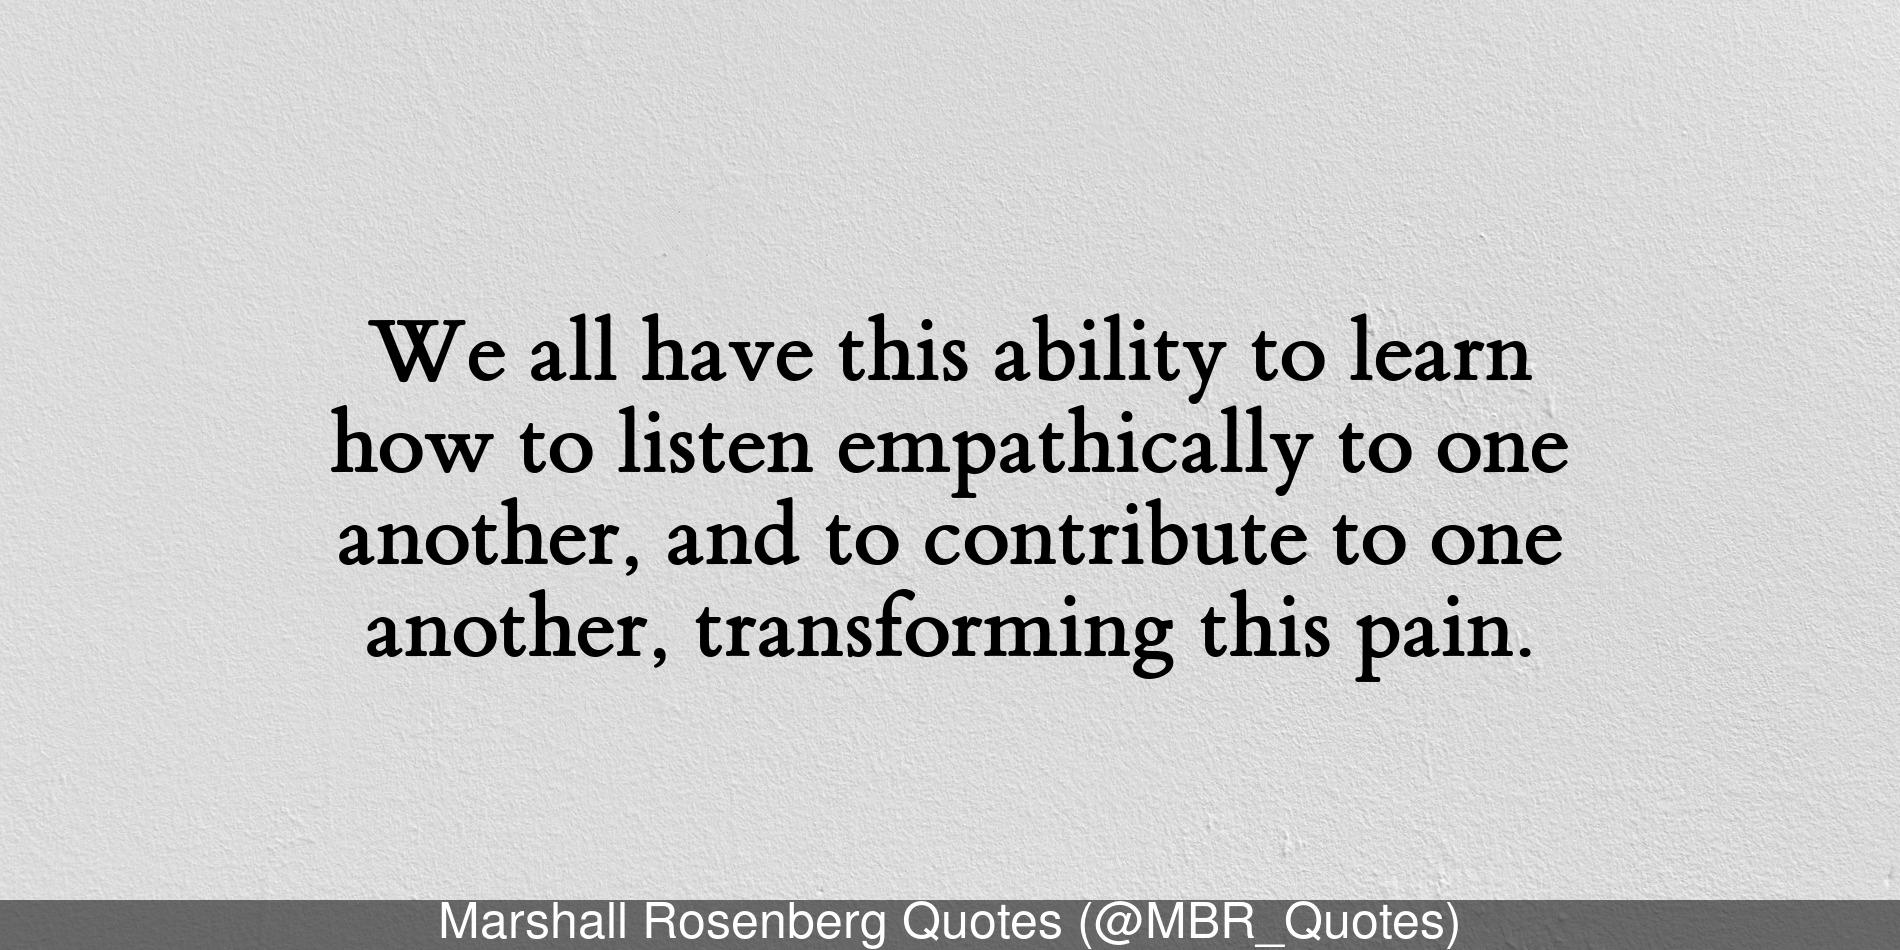 We all have this ability to learn
how to listen empathically to one
another, and to contribute to one
another, transforming this pain.
Marshall Rosenberg Quotes (@MBR_Quotes)